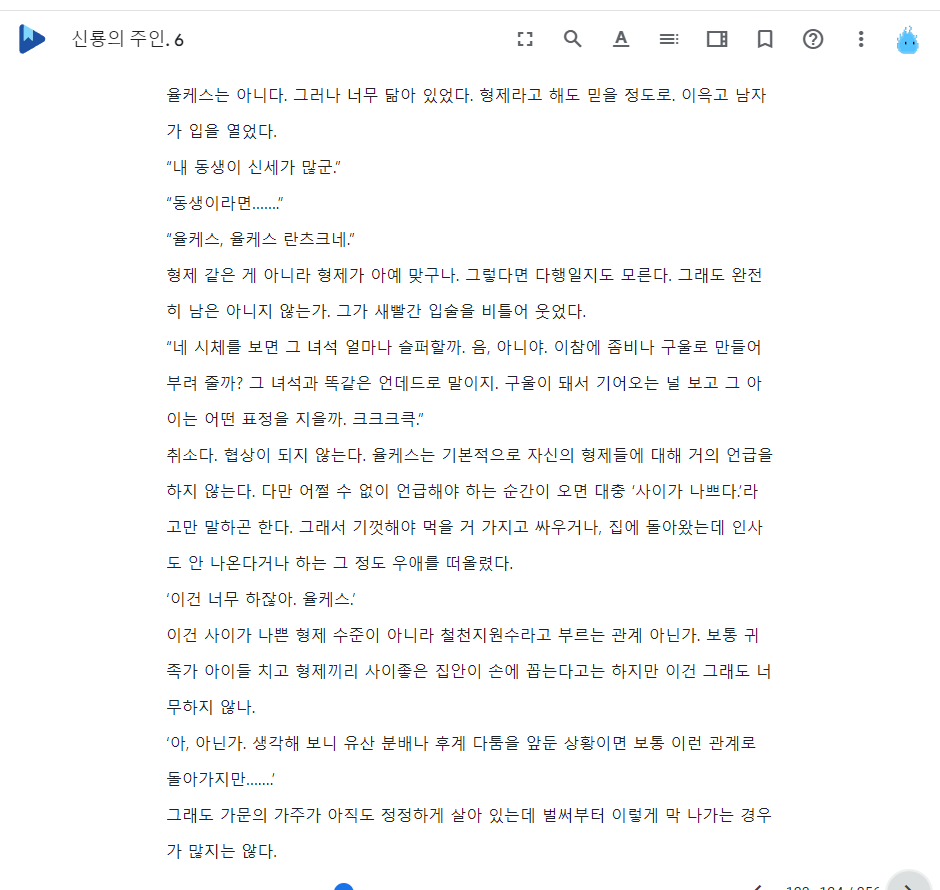 신룡의 주인. 6
율케스는 아니다. 그러나 너무 닮아 있었다. 형제라고 해도 믿을 정도로. 이윽고 남자
가 입을 열었다.
“내 동생이 신세가 많군.”
“동생이라면…….”
“율케스, 율케스 란츠크네.”
형제 같은 게 아니라 형제가 아예 맞구나. 그렇다면 다행일지도 모른다. 그래도 완전
히 남은 아니지 않는가. 그가 새빨간 입술을 비틀어 웃었다.
“네 시체를 보면 그 녀석 얼마나 슬퍼할까. 음, 아니야. 이참에 좀비나 구울로 만들어
부려 줄까? 그 녀석과 똑같은 언데드로 말이지. 구울이 돼서 기어오는 널 보고 그 아
이는 어떤 표정을 지을까. 크크크큭.”
취소다. 협상이 되지 않는다. 율케스는 기본적으로 자신의 형제들에 대해 거의 언급을
하지 않는다. 다만 어쩔 수 없이 언급해야 하는 순간이 오면 대충 ‘사이가 나쁘다.’라
고만 말하곤 한다. 그래서 기껏해야 먹을 거 가지고 싸우거나, 집에 돌아왔는데 인사
도 안 나온다거나 하는 그 정도 우애를 떠올렸다.
‘이건 너무 하잖아. 율케스.’
이건 사이가 나쁜 형제 수준이 아니라 철천지원수라고 부르는 관계 아닌가. 보통 귀
족가 아이들 치고 형제끼리 사이좋은 집안이 손에 꼽는다고는 하지만 이건 그래도 너
무하지 않나.
‘아, 아닌가. 생각해 보니 유산 분배나 후계 다툼을 앞둔 상황이면 보통 이런 관계로
돌아가지만…….’
그래도 가문의 가주가 아직도 정정하게 살아 있는데 벌써부터 이렇게 막 나가는 경우
가 많지는 않다.